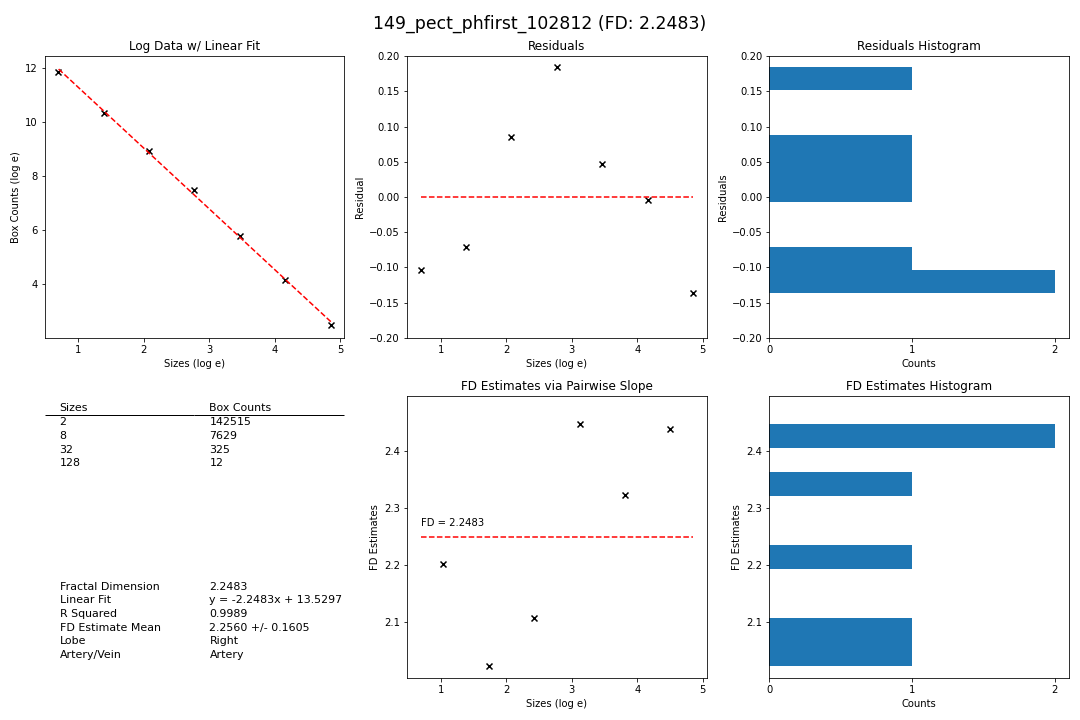 149_pect_phfirst_102812 (FD: 2.2483)
Log Data w/ Linear Fit
12
10
8
6
4
Box Counts (log e)
1 2 3 4 5
Sizes (log e)
Residuals
0.20
0.15
0.10
0.05
0.00
−0.05
−0.10
−0.15
−0.20
Residual
1 2 3 4 5
Sizes (log e)
Residuals Histogram
0.20
0.15
0.10
0.05
0.00
−0.05
−0.10
−0.15
−0.20
Residuals
0 1 2
Counts
Sizes Box Counts
2 142515
8 7629
32 325
128 12
Fractal Dimension 2.2483
Linear Fit y = -2.2483x + 13.5297
R Squared 0.9989
FD Estimate Mean 2.2560 +/- 0.1605
Lobe Right
Artery/Vein Artery
FD Estimates via Pairwise Slope
2.4
2.3
2.2
2.1
FD Estimates
FD = 2.2483
1 2 3 4 5
Sizes (log e)
FD Estimates Histogram
2.4
2.3
2.2
2.1
FD Estimates
0 1 2
Counts